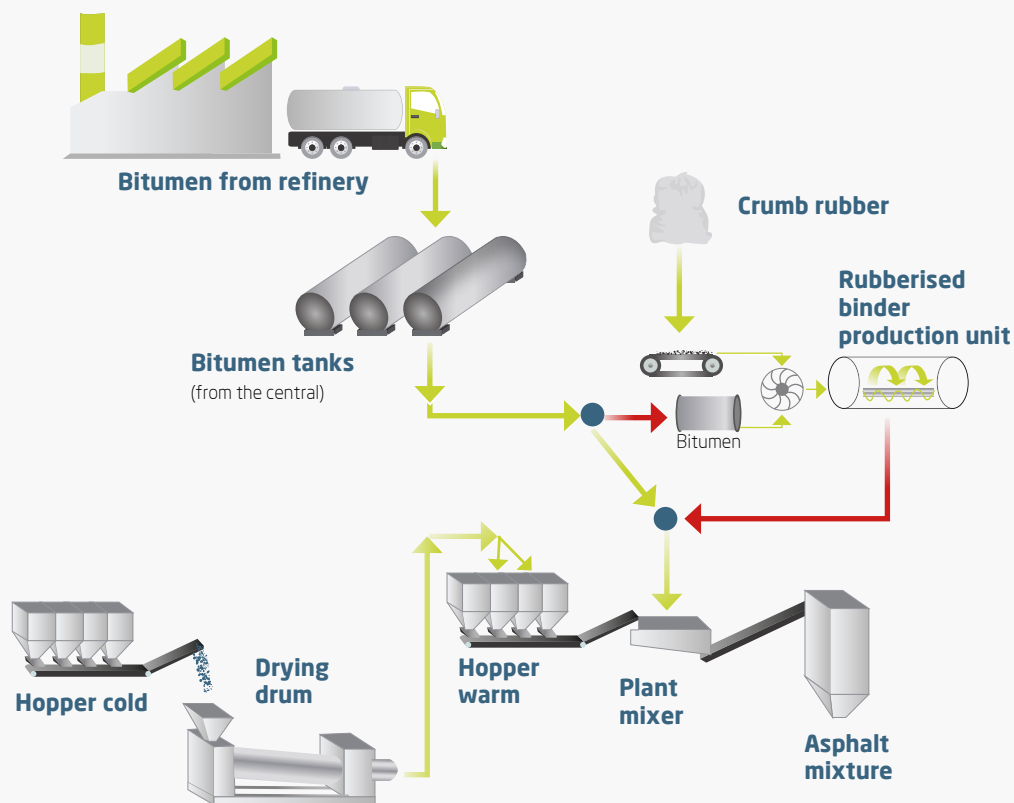 Bitumen from refinery
Crumb rubber
Rubberised
binder
production unit
Bitumen tanks
(from the central)
Bitumen
Hopper cold
Drying
drum
Hopper
warm
Plant
mixer
Asphalt
mixture